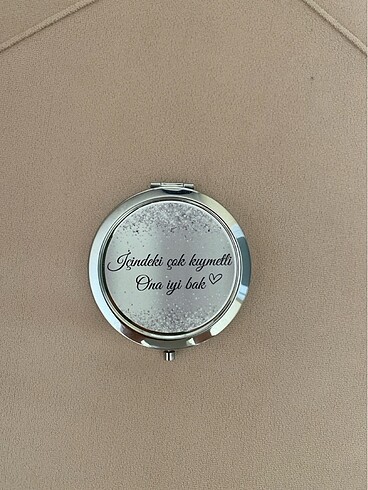 İçindeki çok kıymetli
Ona iyi bak